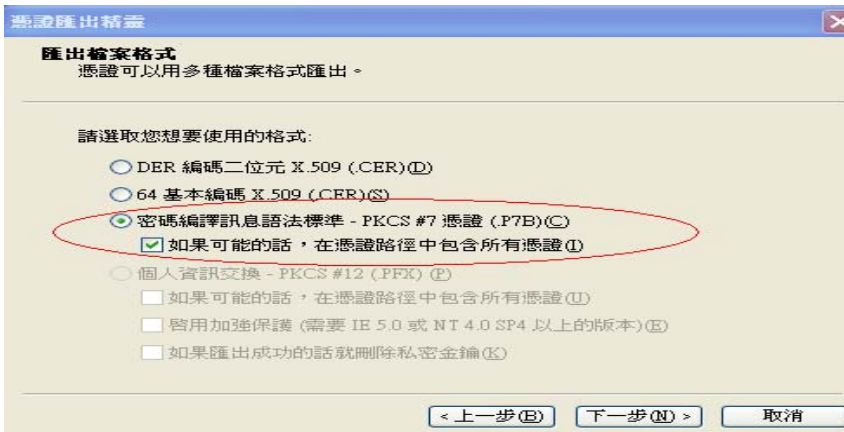 憑證匯出精靈
匯出檔案格式
憑證可以用多種檔案格式匯出。
請選取您想要使用的格式:
DER 編碼二位元 X.509 (.CER)(D)
64 基本編碼 X.509 (.CER)(S)
密碼編譯訊息語法標準 - PKCS #7 憑證 (.P7B)(C)
如果可能的話，在憑證路徑中包含所有憑證(I)
個人資訊交換 - PKCS #12 (.PFX) (P)
如果可能的話，在憑證路徑中包含所有憑證(U)
啓用加強保護 (需要 IE 5.0 或 NT 4.0 SP4 以上的版本)(E)
如果匯出成功的話就刪除私密金鑰(K)
< 上一步(B) 下一步(N) > 取消